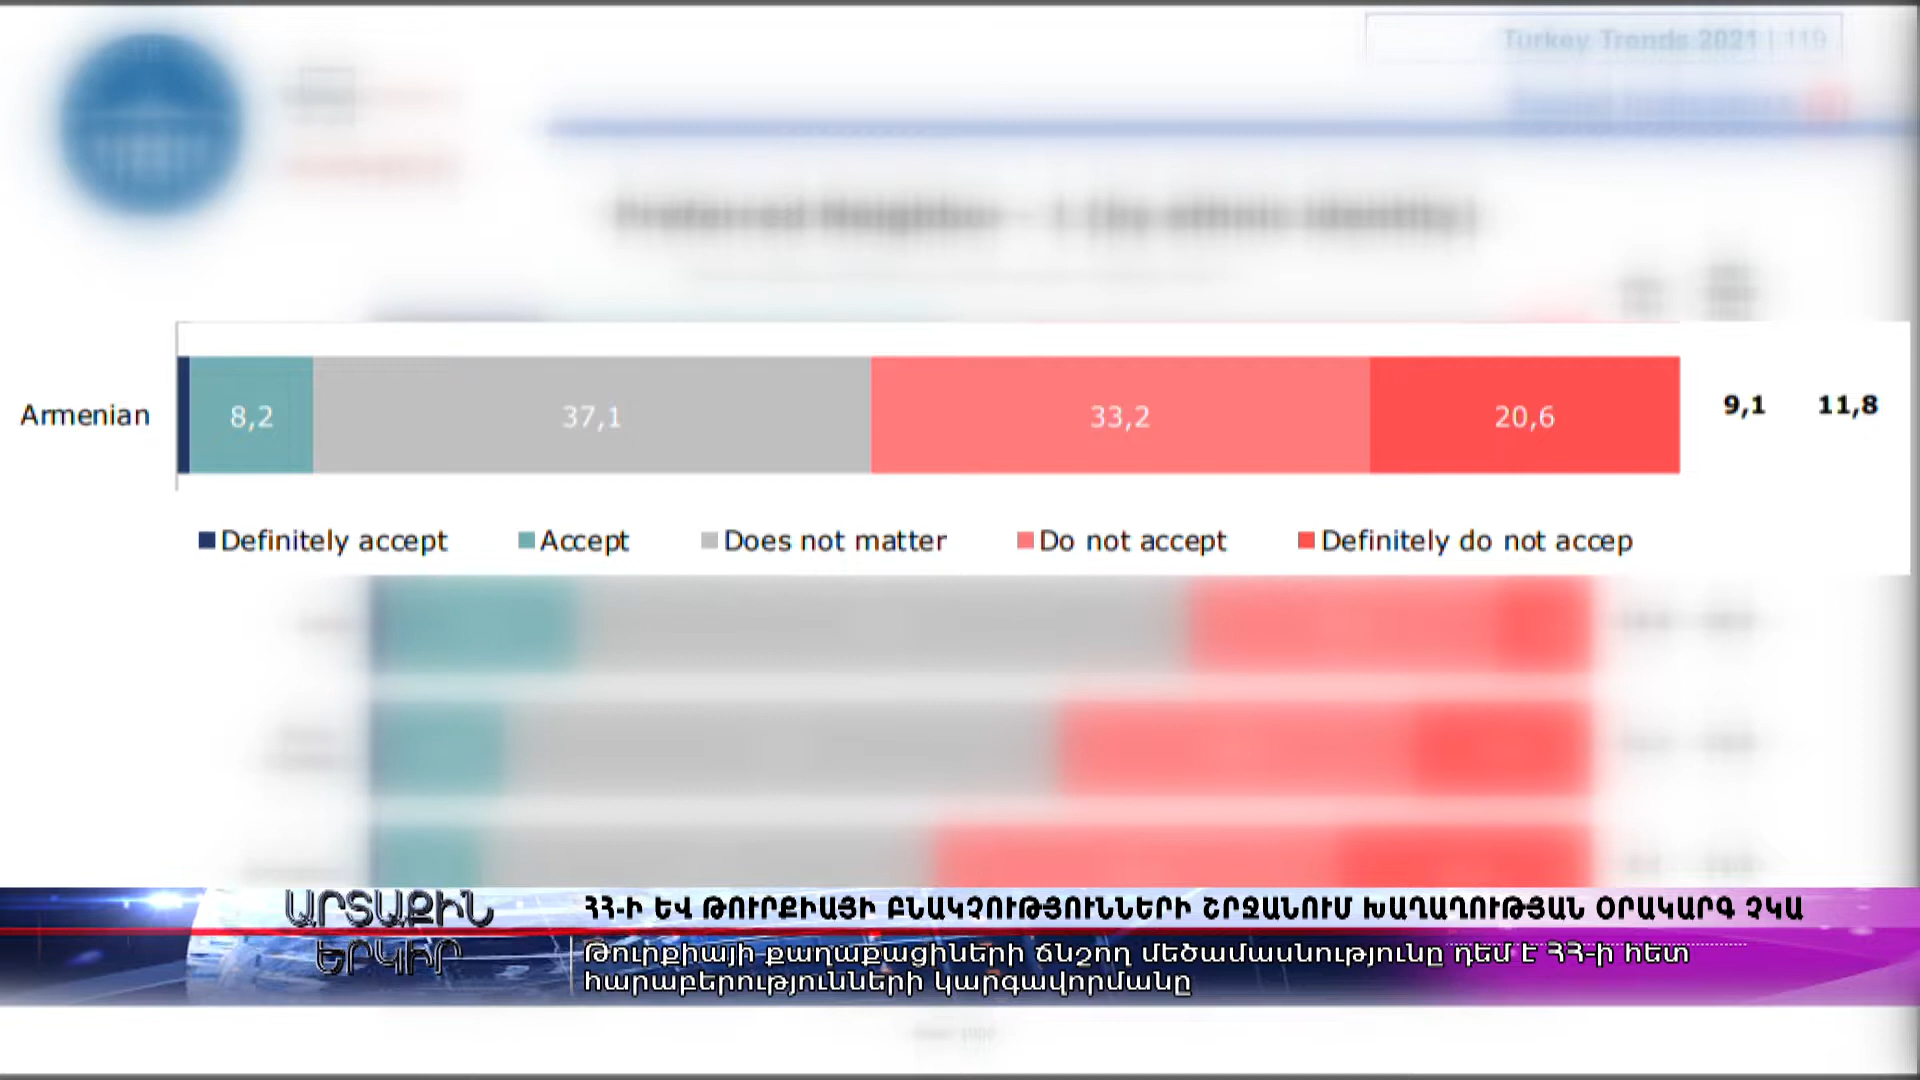 Turkey Trends 2021 | 119
Armenian 8,2 37,1 33,2 20,6 9,1 11,8
Definitely accept Accept Does not matter Do not accept Definitely do not accep
ԱՐՏԱՔԻՆ
ԵՐԿԻՐ
ՀՀ-Ի ԵՎ ԹՈՒՐՔԻԱՅԻ ԲՆԱԿՉՈՒԹՅՈՒՆՆԵՐԻ ՇՐՋԱՆՈՒՄ ԽԱՂԱՂՈՒԹՅԱՆ ՕՐԱԿԱՐԳ ՉԿԱ
Թուրքիայի քաղաքացիների ճնշող մեծամասնությունը դեմ է ՀՀ-ի հետ
հարաբերությունների կարգավորմանը